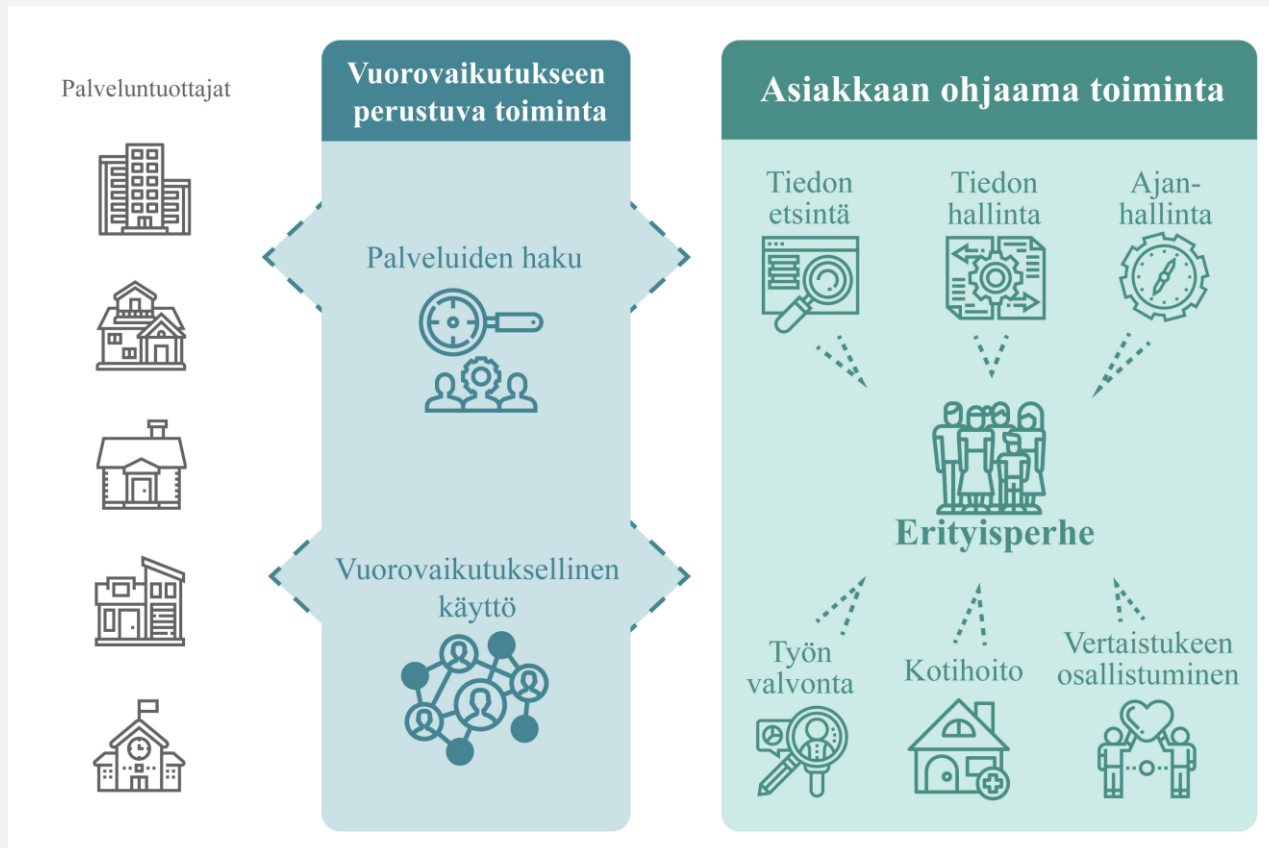 Palveluntuottajat
Vuorovaikutukseen
perustuva toiminta
Palveluiden haku
Vuorovaikutuksellinen
käyttö
Asiakkaan ohjaama toiminta
Tiedon
etsintä
Tiedon
hallinta
Ajan-
hallinta
Erityisperhe
Työn
valvonta
Kotihoito
Vertaistukeen
osallistuminen